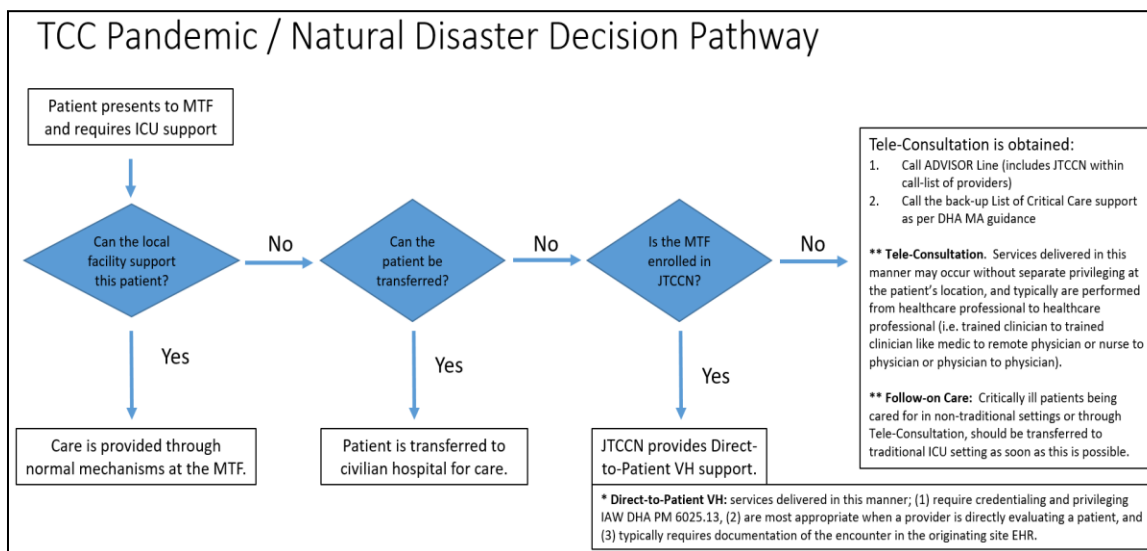 TCC Pandemic / Natural Disaster Decision Pathway
Patient presents to MTF
and requires ICU support
Can the local
facility support
this patient?
No
Yes
Care is provided through
normal mechanisms at the MTF.
Can the
patient be
transferred?
No
Yes
Patient is transferred to
civilian hospital for care.
Is the MTF
enrolled in
JTCCN?
No
Yes
JTCCN provides Direct-
to-Patient VH support.
* Direct-to-Patient VH: services delivered in this manner; (1) require credentialing and privileging
IAW DHA PM 6025.13, (2) are most appropriate when a provider is directly evaluating a patient, and
(3) typically requires documentation of the encounter in the originating site EHR.
Tele-Consultation is obtained:
1. Call ADVISOR Line (includes JTCCN within
call-list of providers)
2. Call the back-up List of Critical Care support
as per DHA MA guidance
** Tele-Consultation. Services delivered in this
manner may occur without separate privileging at
the patient's location, and typically are performed
from healthcare professional to healthcare
professional (i.e. trained clinician to trained
clinician like medic to remote physician or nurse to
physician or physician to physician).
** Follow-on Care: Critically ill patients being
cared for in non-traditional settings or through
Tele-Consultation, should be transferred to
traditional ICU setting as soon as this is possible.